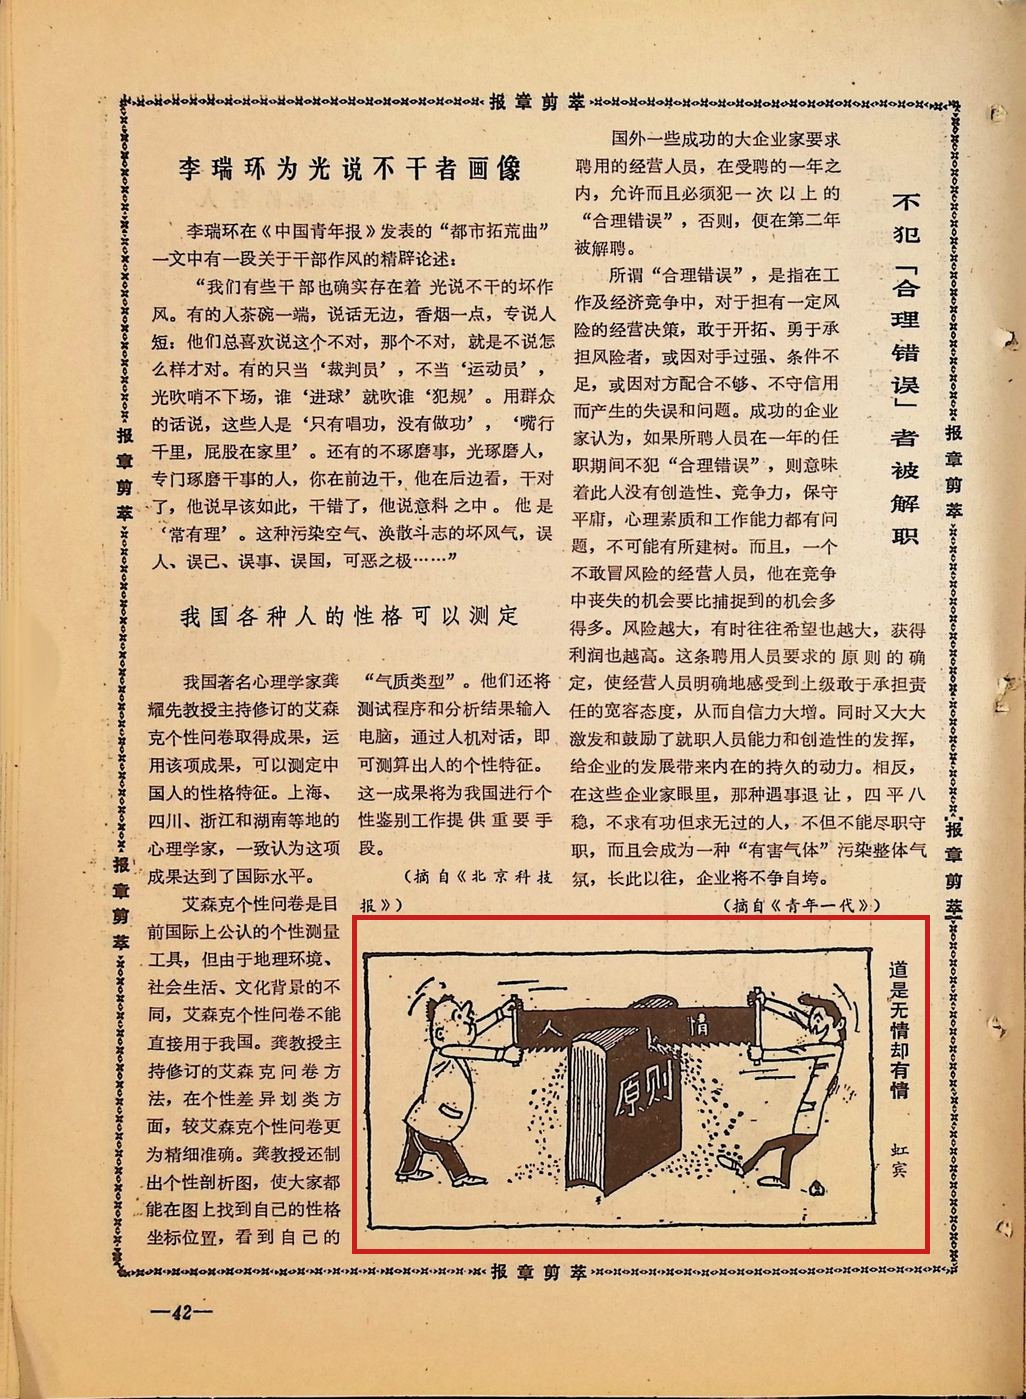 报章剪萃
李瑞环为光说不干者画像
李瑞环在《中国青年报》发表的“都市拓荒曲”
一文中有一段关于干部作风的精辟论述：
“我们有些干部也确实存在着光说不干的坏作
风。有的人茶碗一端，说话无边，香烟一点，专说人
短；他们总喜欢说这个不对，那个不对，就是不说怎
么样才对。有的只当‘裁判员’，不当‘运动员’，
光吹哨不下场，谁‘进球’就吹谁‘犯规’。用群众
的话说，这些人是‘只有唱功，没有做功’，‘嘴行
千里，屁股在家里’。还有的不琢磨事，光琢磨人，
专门琢磨干事的人，你在前边干，他在后边看，干对
了，他说早该如此，干错了，他说意料之中。他是
‘常有理’。这种污染空气、涣散斗志的坏风气，误
人、误己、误事、误国，可恶之极……”
我国各种人的性格可以测定
我国著名心理学家龚
耀先教授主持修订的艾森
克个性问卷取得成果，运
用该项成果，可以测定中
国人的性格特征。上海、
四川、浙江和湖南等地的
心理学家，一致认为这项
成果达到了国际水平。
艾森克个性问卷是目
前国际上公认的个性测量
工具，但由于地理环境、
社会生活、文化背景的不
同，艾森克个性问卷不能
直接用于我国。龚教授主
持修订的艾森克问卷方
法，在个性差异划类方
面，较艾森克个性问卷更
为精细准确。龚教授还制
出个性剖析图，使大家都
能在图上找到自己的性格
坐标位置，看到自己的
“气质类型”。他们还将
测试程序和分析结果输入
电脑，通过人机对话，即
可测算出人的个性特征。
这一成果将为我国进行个
性鉴别工作提供重要手
段。
（摘自《北京科技
报》）
不犯「合理错误」者被解职
国外一些成功的大企业家要求
聘用的经营人员，在受聘的一年之
内，允许而且必须犯一次以上的
“合理错误”，否则，便在第二年
被解聘。
所谓“合理错误”，是指在工
作及经济竞争中，对于担有一定风
险的经营决策，敢于开拓、勇于承
担风险者，或因对手过强、条件不
足，或因对方配合不够、不守信用
而产生的失误和问题。成功的企业
家认为，如果所聘人员在一年的任
职期间不犯“合理错误”，则意味
着此人没有创造性、竞争力，保守
平庸，心理素质和工作能力都有问
题，不可能有所建树。而且，一个
不敢冒风险的经营人员，他在竞争
中丧失的机会要比捕捉到的机会多
得多。风险越大，有时往往希望也越大，获得
利润也越高。这条聘用人员要求的原则的确
定，使经营人员明确地感受到上级敢于承担责
任的宽容态度，从而自信力大增。同时又大大
激发和鼓励了就职人员能力和创造性的发挥，
给企业的发展带来内在的持久的动力。相反，
在这些企业家眼里，那种遇事退让，四平八
稳，不求有功但求无过的人，不但不能尽职守
职，而且会成为一种“有害气体”污染整体气
氛，长此以往，企业将不争自垮。
（摘自《青年一代》）
道是无情却有情
虹宾
人情
原则
报章剪萃
报章剪萃
报章剪萃
报章剪萃
报章剪萃
—42—